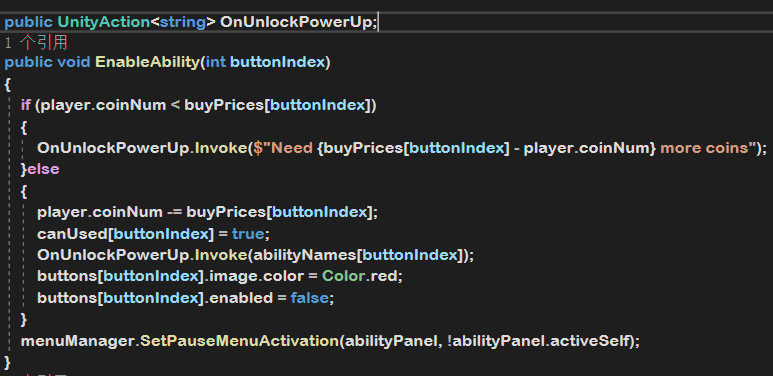 public UnityAction<string> OnUnlockPowerUp;
1 个引用
public void EnableAbility(int buttonIndex)
{
if (player.coinNum < buyPrices[buttonIndex])
{
OnUnlockPowerUp.Invoke($"Need {buyPrices[buttonIndex] - player.coinNum} more coins");
}else
{
player.coinNum -= buyPrices[buttonIndex];
canUsed[buttonIndex] = true;
OnUnlockPowerUp.Invoke(abilityNames[buttonIndex]);
buttons[buttonIndex].image.color = Color.red;
buttons[buttonIndex].enabled = false;
}
menuManager.SetPauseMenuActivation(abilityPanel, !abilityPanel.activeSelf);
}